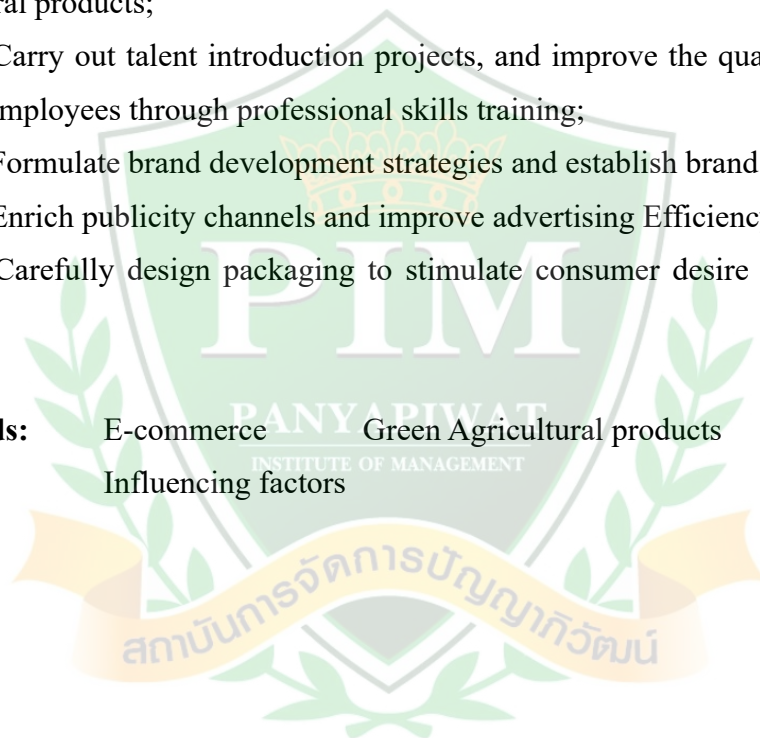 ral products;
Carry out talent introduction projects, and improve the qua
mployees through professional skills training;
Formulate brand development strategies and establish brand
Enrich publicity channels and improve advertising Efficiency
Carefully design packaging to stimulate consumer desire
PIM
ds: E-commerce Green Agricultural products
PANYAPIWAT
INSTITUTE OF MANAGEMENT
Influencing factors
สถาบันการจัดการปัญญาภิวัฒน์